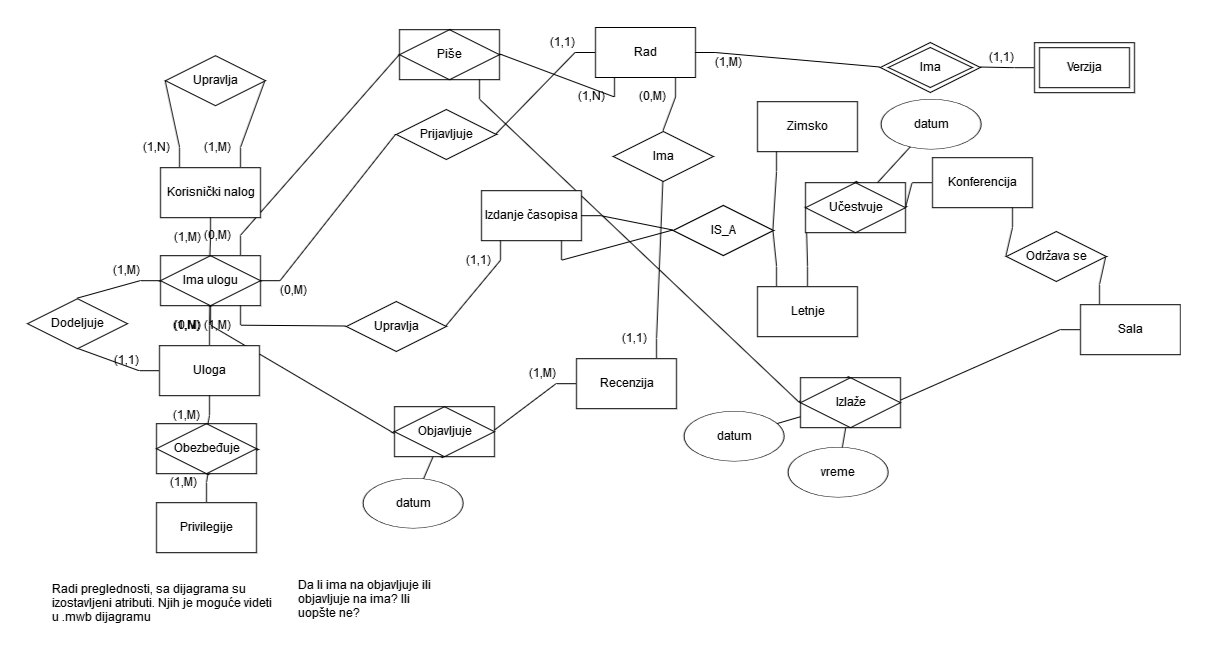 Piše
(1,1)
Rad
(1,M)
Ima
(1,1)
Verzija
Upravlja
(1,N)
(0,M)
Zimsko
datum
Prijavljuje
(1,N)
(1,M)
Ima
Konferencija
Korisnički nalog
Izdanje časopisa
Učestvuje
(1,M)
(0,M)
IS_A
Održava se
(1,M)
Ima ulogu
(0,M)
(1,1)
Dodeljuje
(1,M)
Upravlja
Letnje
Sala
(1,1)
(1,1)
Uloga
(1,M)
Recenzija
(1,M)
Izlaže
Obezbeđuje
Objavljuje
datum
(1,M)
vreme
datum
Privilegije
Radi preglednosti, sa dijagrama su
izostavljeni atributi. Njih je moguće videti
u .mwb dijagramu
Da li ima na objavljuje ili
objavljuje na ima? Ili
uopšte ne?